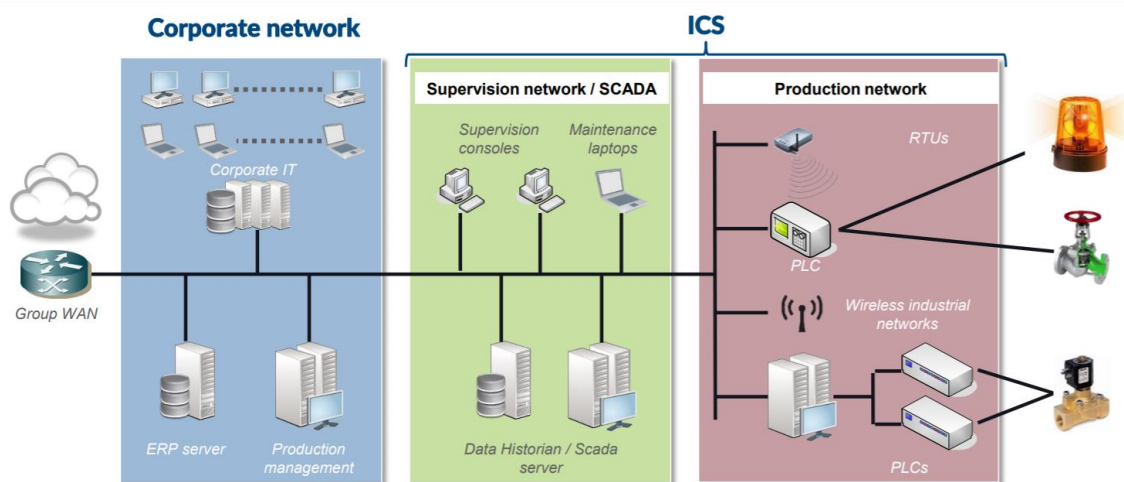 Corporate network
ICS
Supervision network / SCADA
Production network
Supervision
consoles
Maintenance
laptops
RTUs
Corporate IT
PLC
Group WAN
Wireless industrial
networks
ERP server
Production
management
Data Historian / Scada
server
PLCs